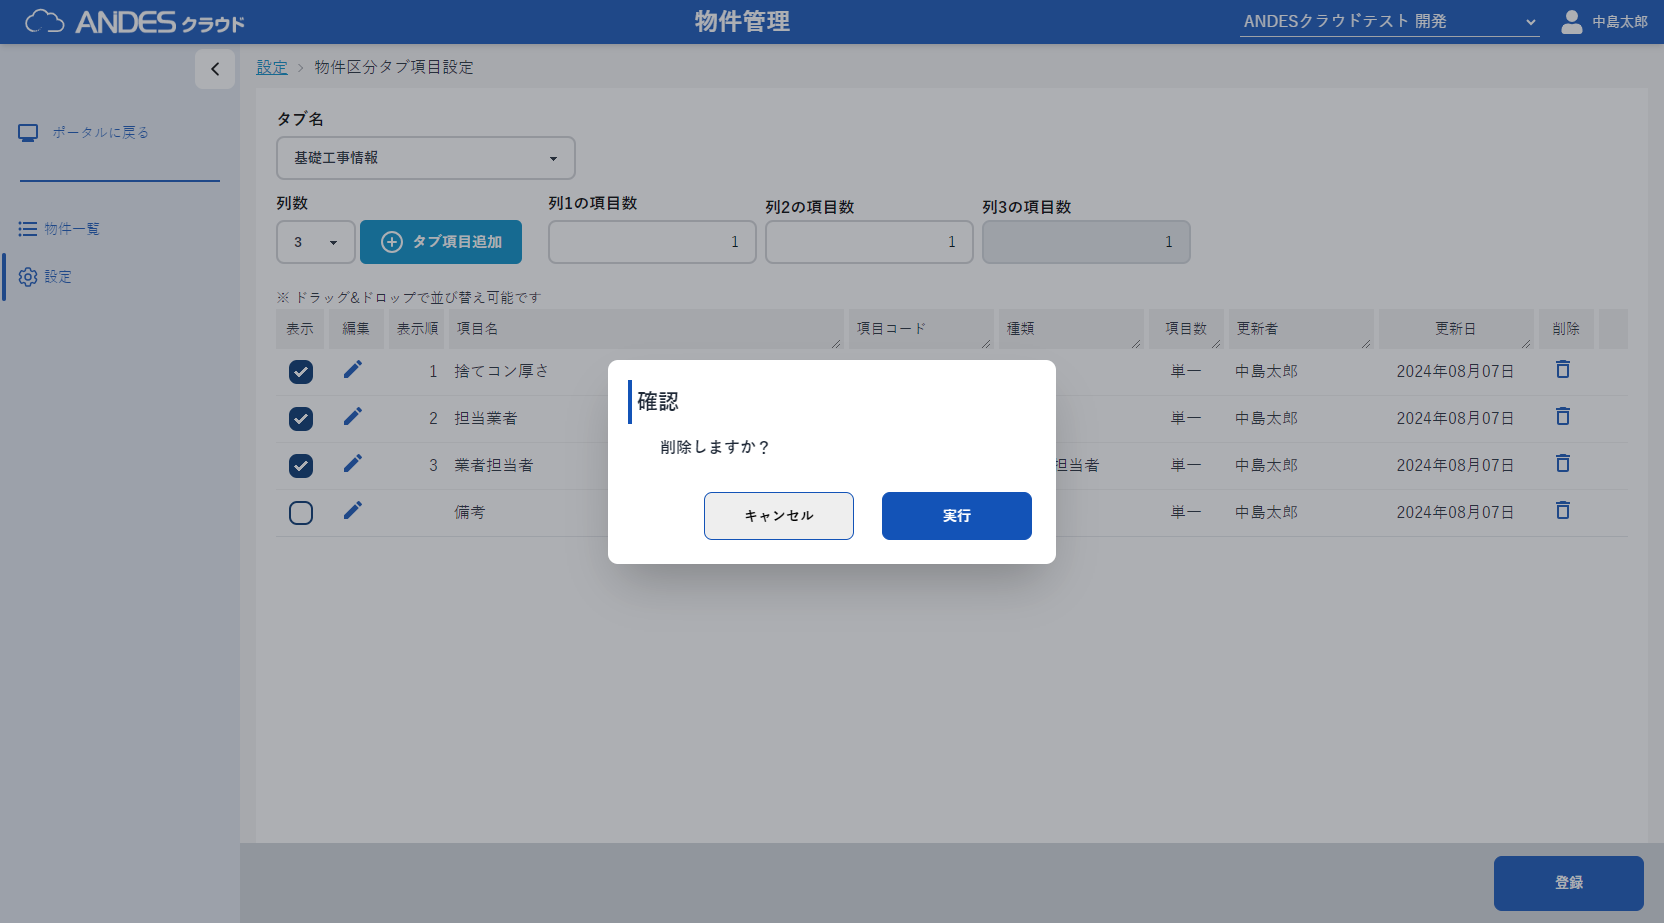 ANDES クラウド
物件管理
ANDESクラウドテスト 開発
中島太郎
設定 > 物件区分タブ項目設定
ポータルに戻る
物件一覧
設定
タブ名
基礎工事情報
列数 列1の項目数 列2の項目数 列3の項目数
3 タブ項目追加 1 1 1
※ ドラッグ&ドロップで並び替え可能です
表示 編集 表示順 項目名 項目コード 種類 項目数 更新者 更新日 削除
1 捨てコン厚さ 単一 中島太郎 2024年08月07日
2 担当業者 単一 中島太郎 2024年08月07日
3 業者担当者 担当者 単一 中島太郎 2024年08月07日
備考 単一 中島太郎 2024年08月07日
確認
削除しますか？
キャンセル 実行
登録